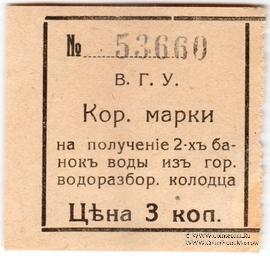 № 53660
В. Г. У.
Кор. марки
на полученіе 2-хъ ба-
нокъ воды изъ гор.
водоразбор. колодца
Цѣна 3 коп.